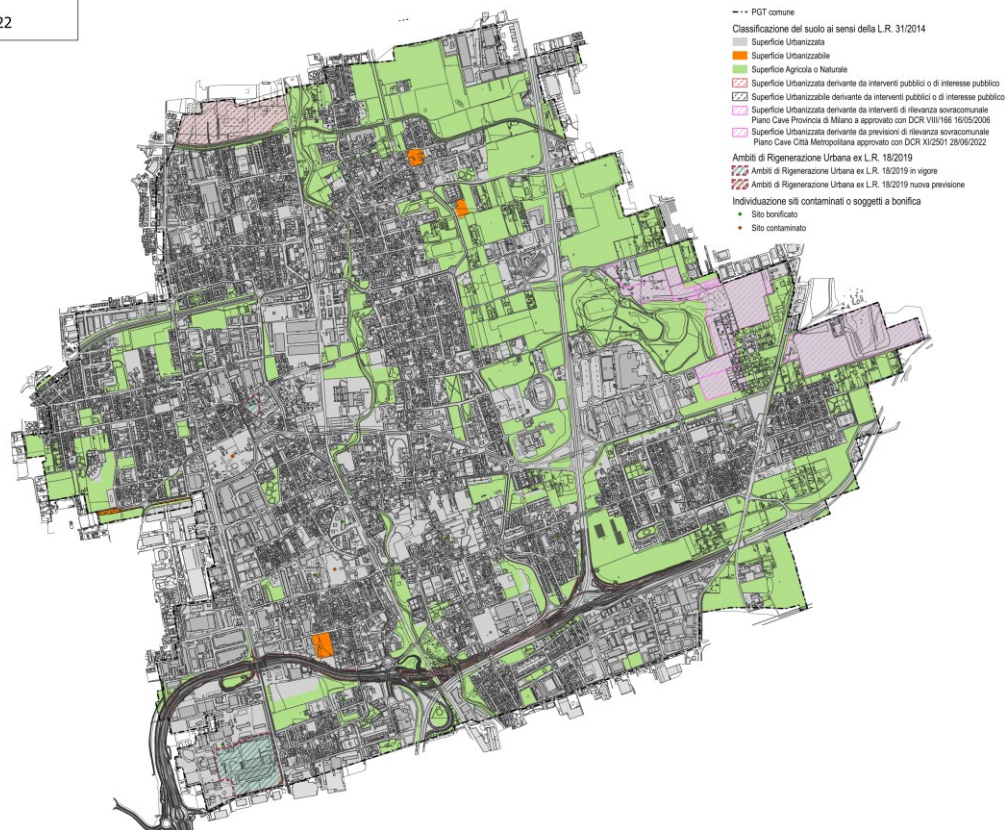 22
PGT comune
Classificazione del suolo ai sensi della L.R. 31/2014
Superficie Urbanizzata
Superficie Urbanizzabile
Superficie Agricola o Naturale
Superficie Urbanizzata derivante da interventi pubblici o di interesse pubblico
Superficie Urbanizzabile derivante da interventi pubblici o di interesse pubblico
Superficie Urbanizzata derivante da interventi di rilevanza sovracomunale
Piano Cave Provincia di Milano a approvato con DCR VIII/166 16/05/2006
Superficie Urbanizzata derivante da previsioni di rilevanza sovracomunale
Piano Cave Città Metropolitana approvato con DCR XI/2501 28/06/2022
Ambiti di Rigenerazione Urbana ex L.R. 18/2019
Ambiti di Rigenerazione Urbana ex L.R. 18/2019 in vigore
Ambiti di Rigenerazione Urbana ex L.R. 18/2019 nuova previsione
Individuazione siti contaminati o soggetti a bonifica
Sito bonificato
Sito contaminato